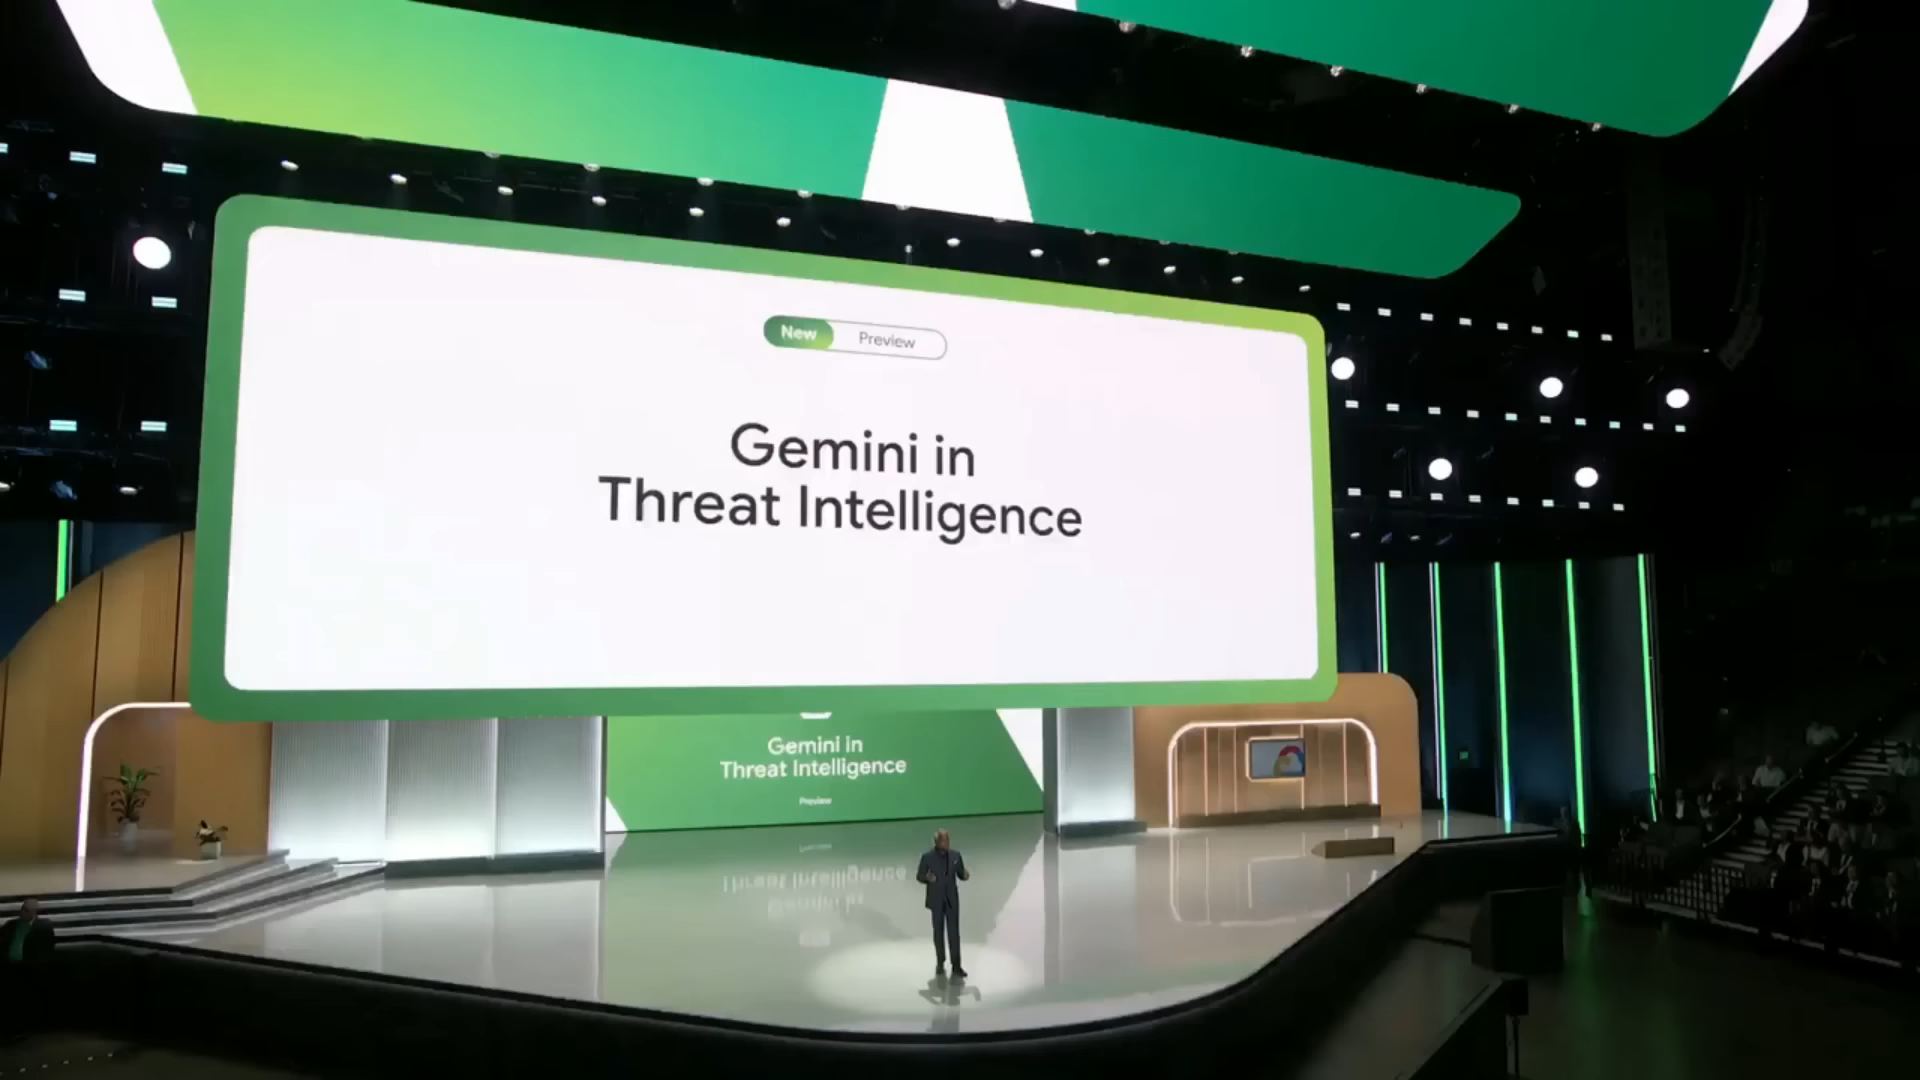 New Preview
Gemini in
Threat Intelligence
Gemini in
Threat Intelligence
Preview